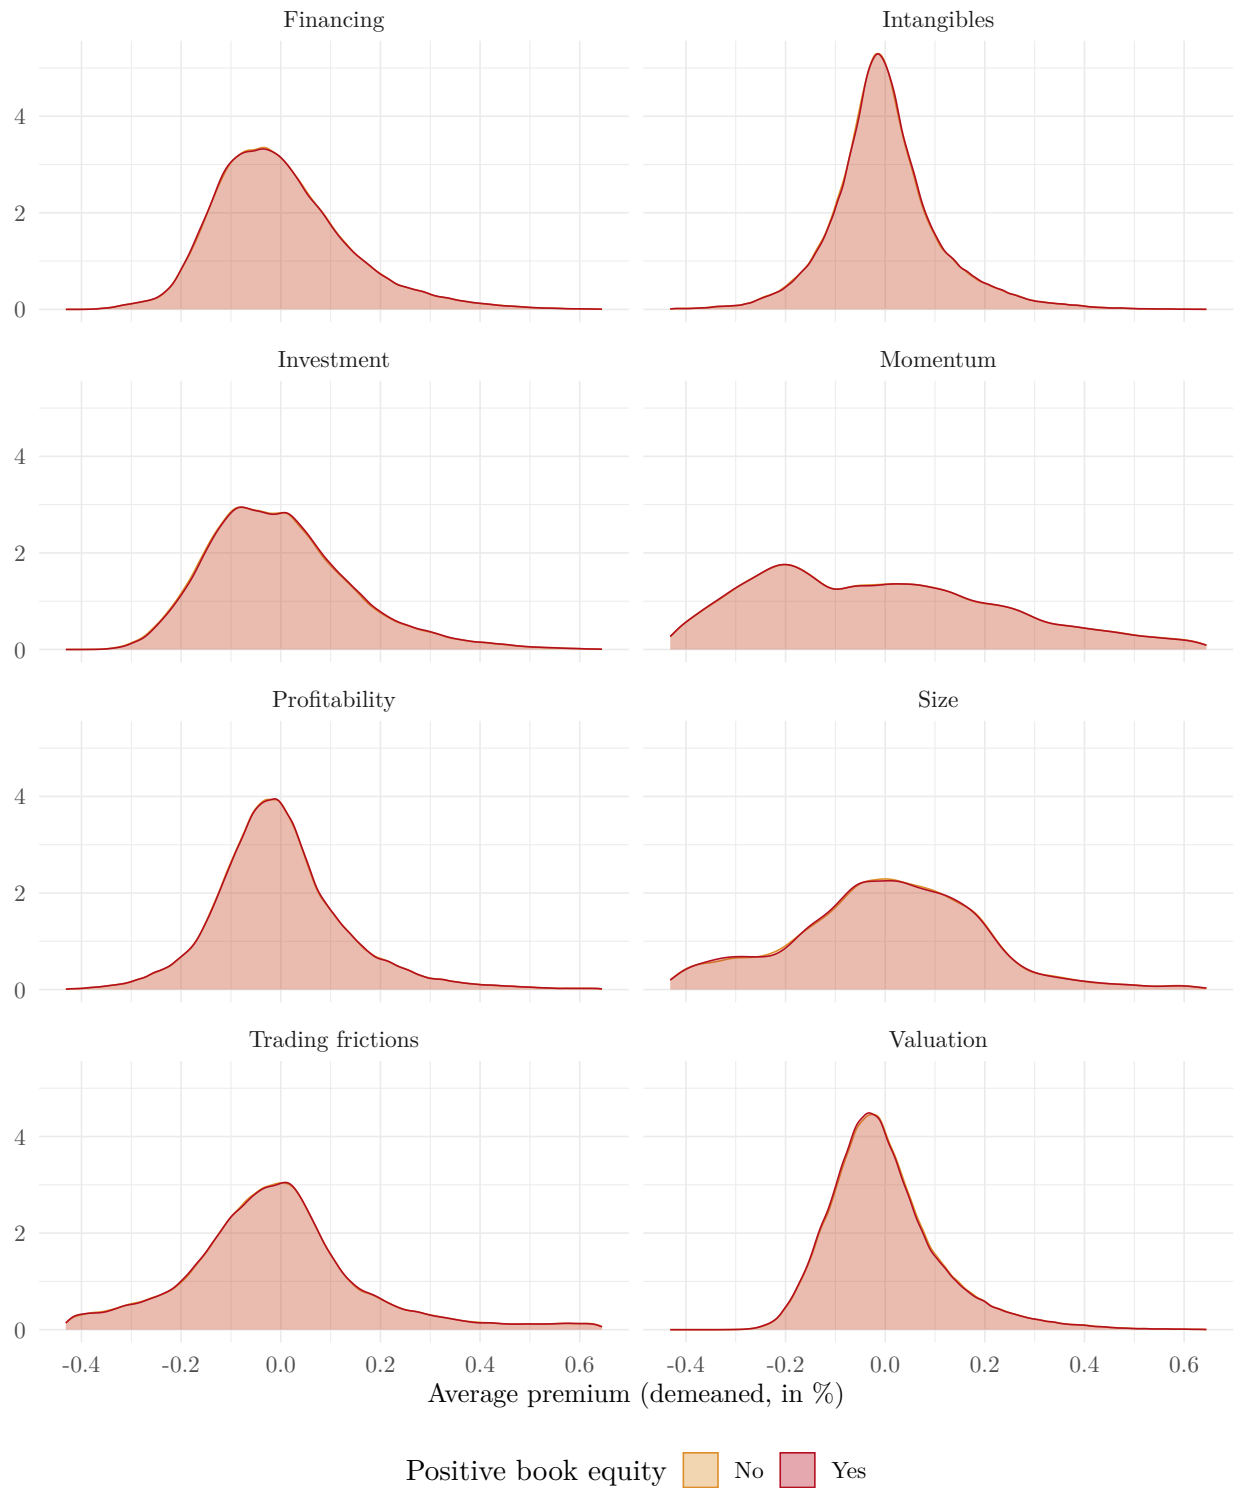 Financing
Intangibles
4
2
0
Investment
Momentum
4
2
0
Profitability
Size
4
2
0
Trading frictions
Valuation
4
2
0
-0.4 -0.2 0.0 0.2 0.4 0.6
-0.4 -0.2 0.0 0.2 0.4 0.6
Average premium (demeaned, in %)
Positive book equity No Yes